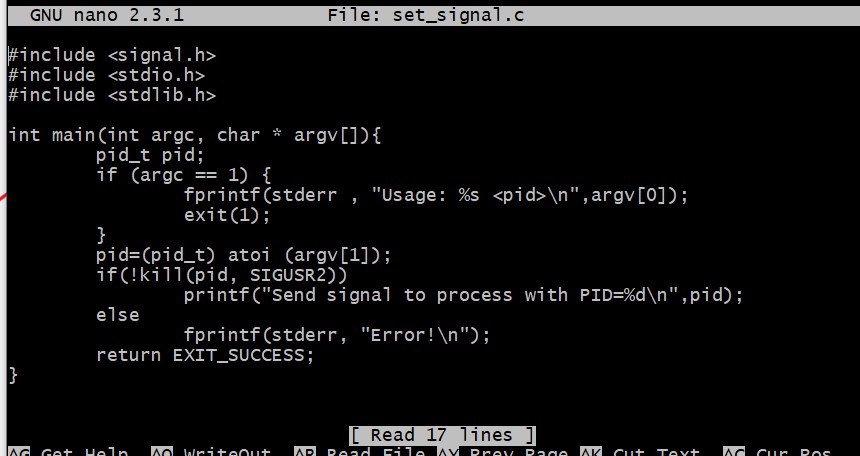 GNU nano 2.3.1 File: set_signal.c
#include <signal.h>
#include <stdio.h>
#include <stdlib.h>
int main(int argc, char * argv[]){
pid_t pid;
if (argc == 1) {
fprintf(stderr , "Usage: %s <pid>\n",argv[0]);
exit(1);
}
pid=(pid_t) atoi (argv[1]);
if(!kill(pid, SIGUSR2))
printf("Send signal to process with PID=%d\n",pid);
else
fprintf(stderr, "Error!\n");
return EXIT_SUCCESS;
}
[ Read 17 lines ]
^G Get Help ^O WriteOut ^R Read File ^Y Prev Page ^K Cut Text ^C Cur Pos